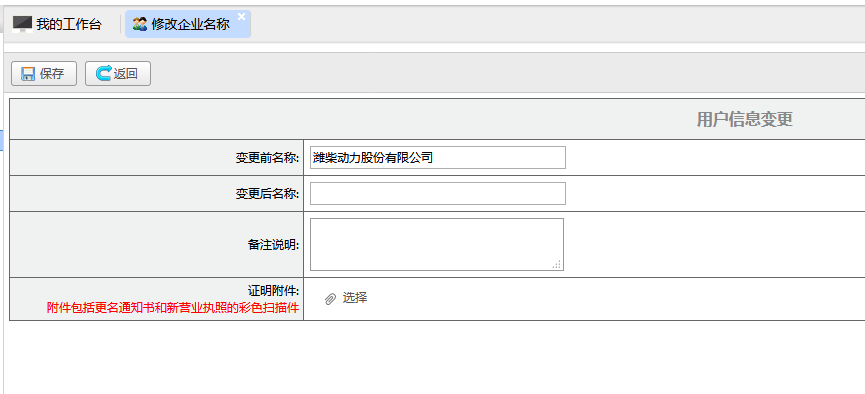 我的工作台
修改企业名称
保存
返回
用户信息变更
变更前名称:
潍柴动力股份有限公司
变更后名称:
备注说明:
证明附件:
附件包括更名通知书和新营业执照的彩色扫描件
选择